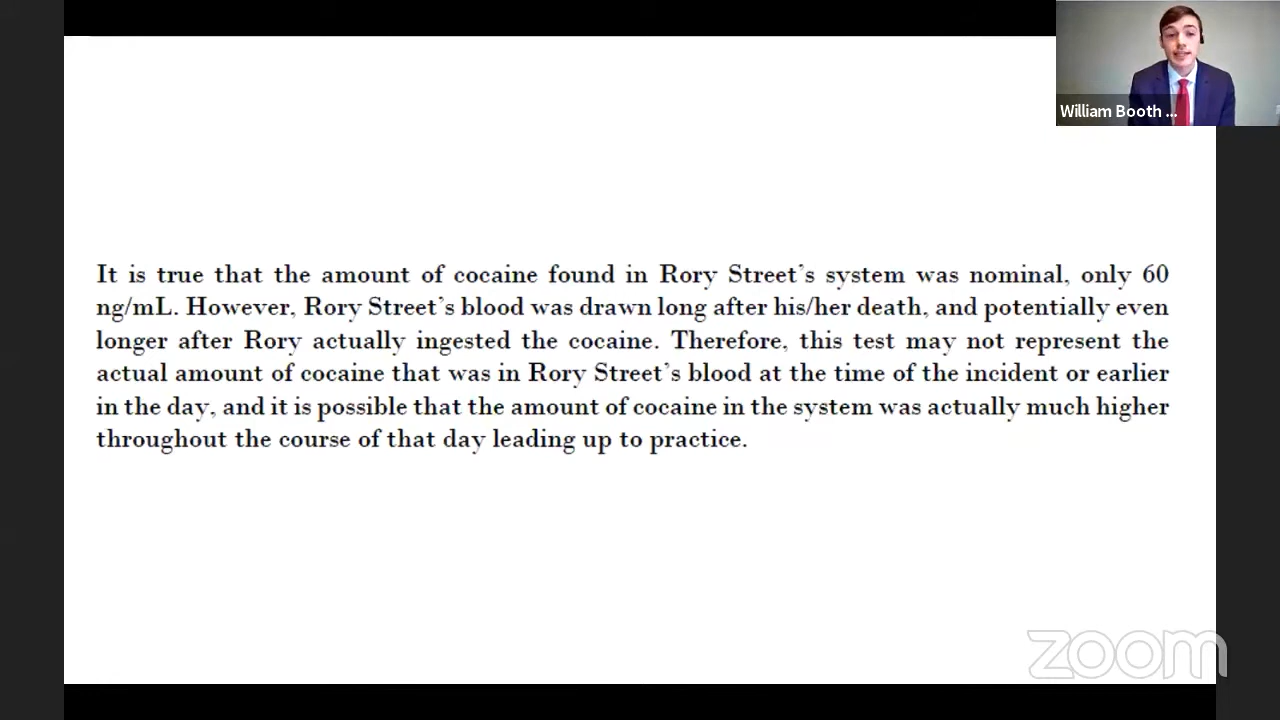 William Booth ...
It is true that the amount of cocaine found in Rory Street's system was nominal, only 60
ng/mL. However, Rory Street's blood was drawn long after his/her death, and potentially even
longer after Rory actually ingested the cocaine. Therefore, this test may not represent the
actual amount of cocaine that was in Rory Street's blood at the time of the incident or earlier
in the day, and it is possible that the amount of cocaine in the system was actually much higher
throughout the course of that day leading up to practice.
zoom